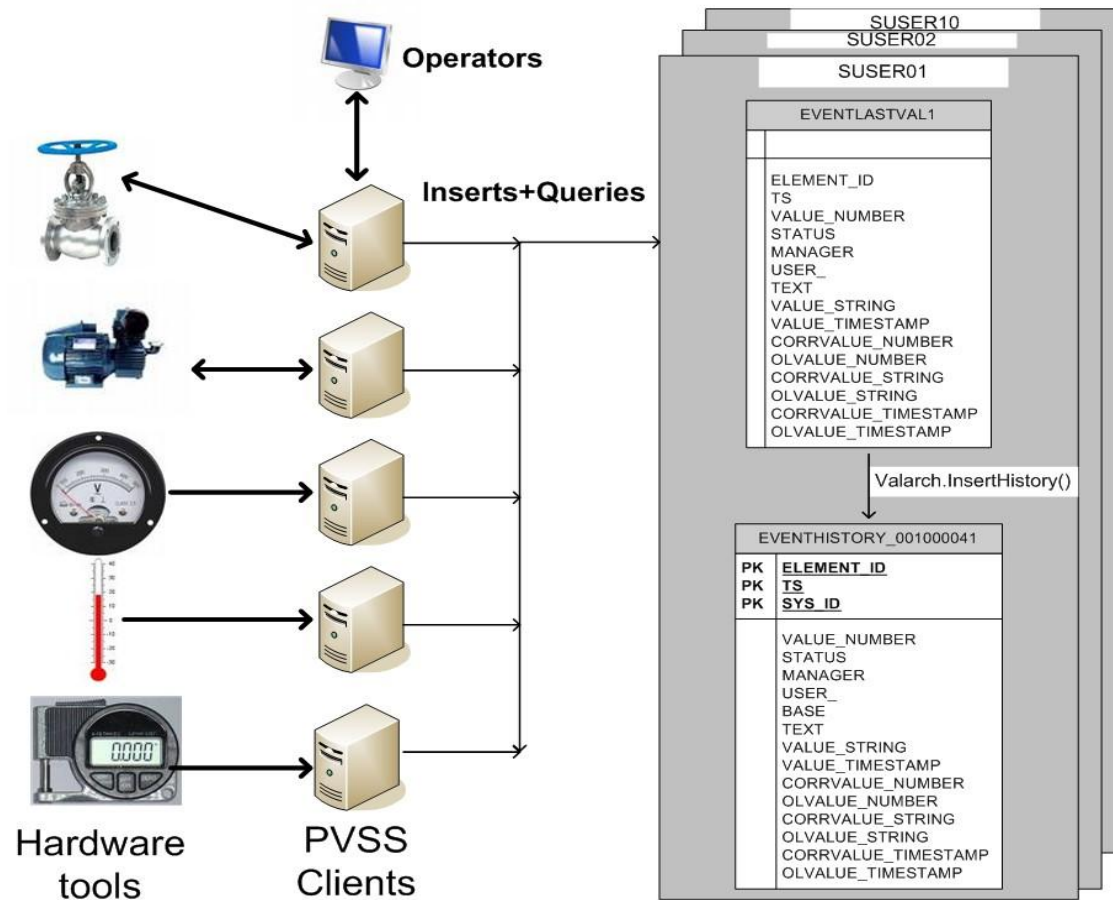 Operators
Inserts+Queries
Hardware
tools
PVSS
Clients
0.000
SUSER10
SUSER02
SUSER01
EVENTLASTVAL1
ELEMENT_ID
TS
VALUE_NUMBER
STATUS
MANAGER
USER_
TEXT
VALUE_STRING
VALUE_TIMESTAMP
CORRVALUE_NUMBER
OLVALUE_NUMBER
CORRVALUE_STRING
OLVALUE_STRING
CORRVALUE_TIMESTAMP
OLVALUE_TIMESTAMP
Valarch.InsertHistory()
EVENTHISTORY_001000041
PK ELEMENT_ID
PK TS
PK SYS_ID
VALUE_NUMBER
STATUS
MANAGER
USER_
BASE
TEXT
VALUE_STRING
VALUE_TIMESTAMP
CORRVALUE_NUMBER
OLVALUE_NUMBER
CORRVALUE_STRING
OLVALUE_STRING
CORRVALUE_TIMESTAMP
OLVALUE_TIMESTAMP